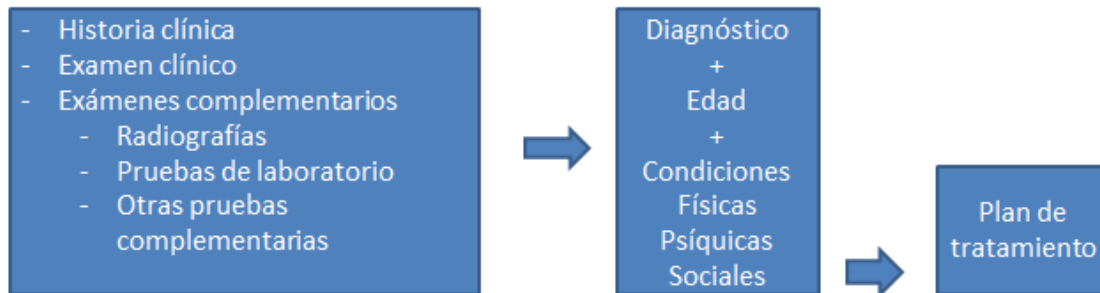 - Historia clínica
- Examen clínico
- Exámenes complementarios
- Radiografías
- Pruebas de laboratorio
- Otras pruebas
complementarias
Diagnóstico
+
Edad
+
Condiciones
Físicas
Psíquicas
Sociales
Plan de
tratamiento